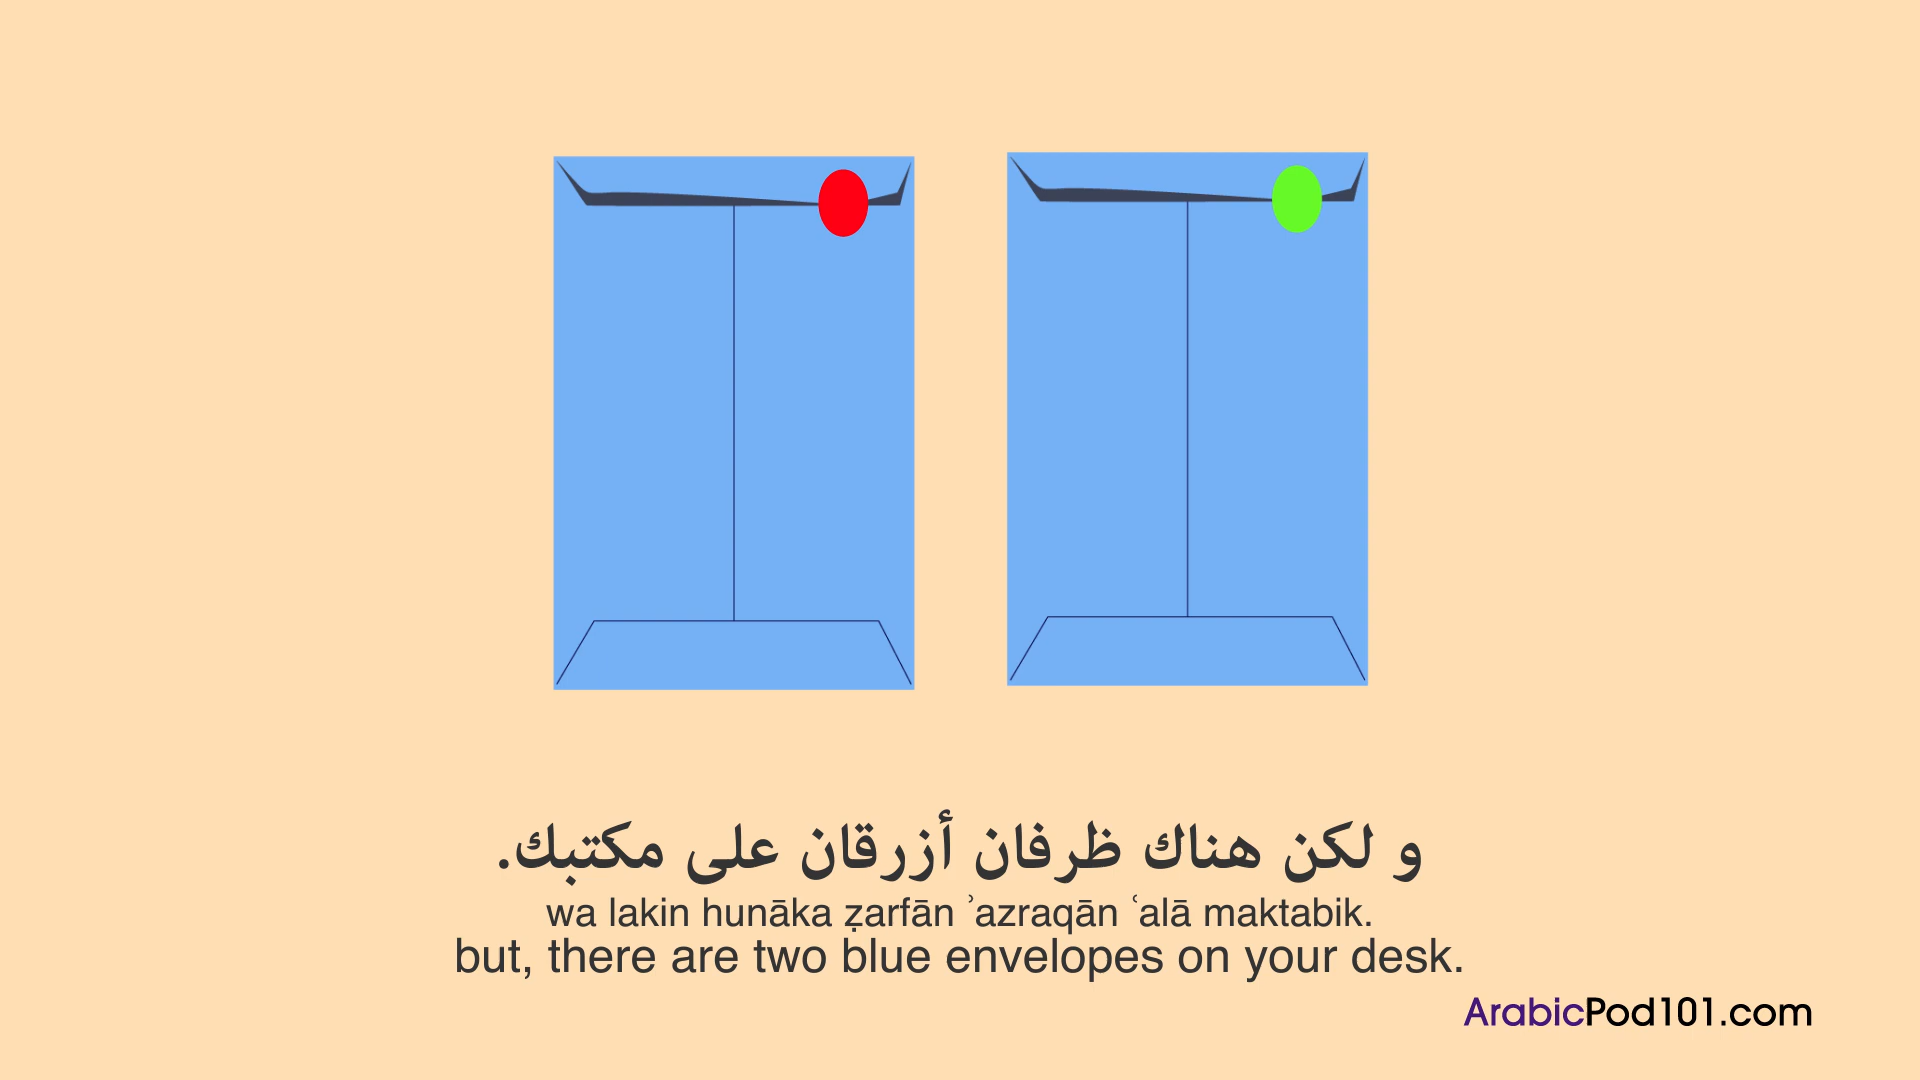 و لكن هناك ظرفان أزرقان على مكتبك.
wa lakin hunāka ẓarfān ʾazraqān ʿalā maktabik.
but, there are two blue envelopes on your desk.
ArabicPod101.com